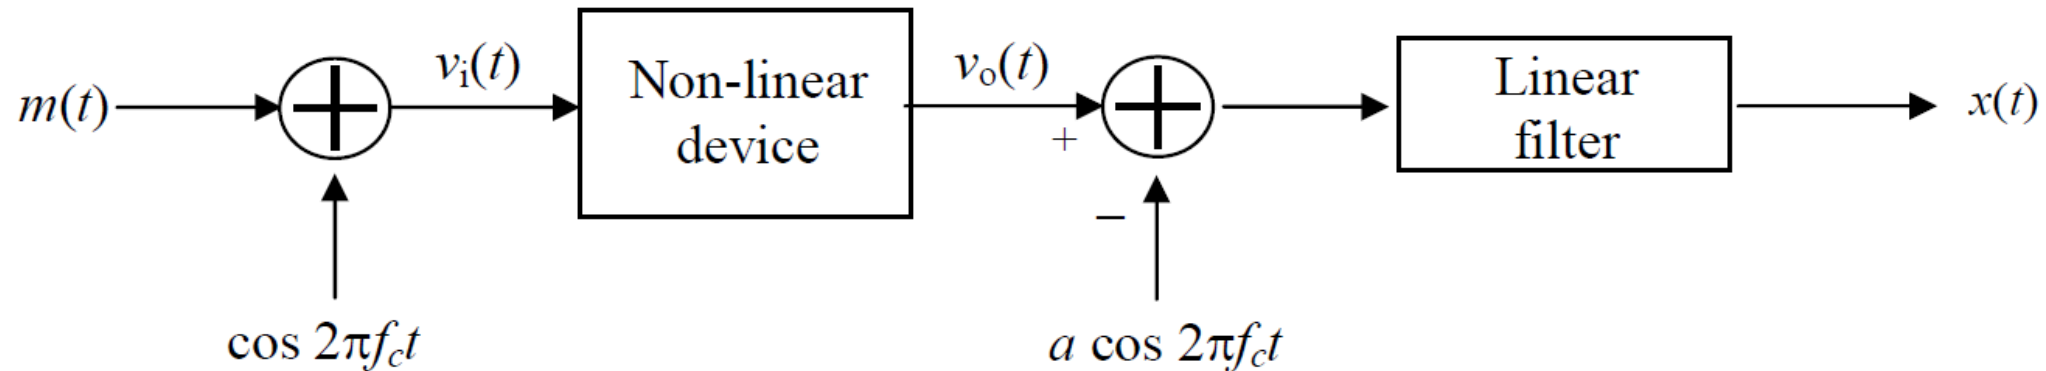 m(t)
vi(t)
Non-linear
device
vo(t)
+
−
Linear
filter
x(t)
cos 2πfct
a cos 2πfct